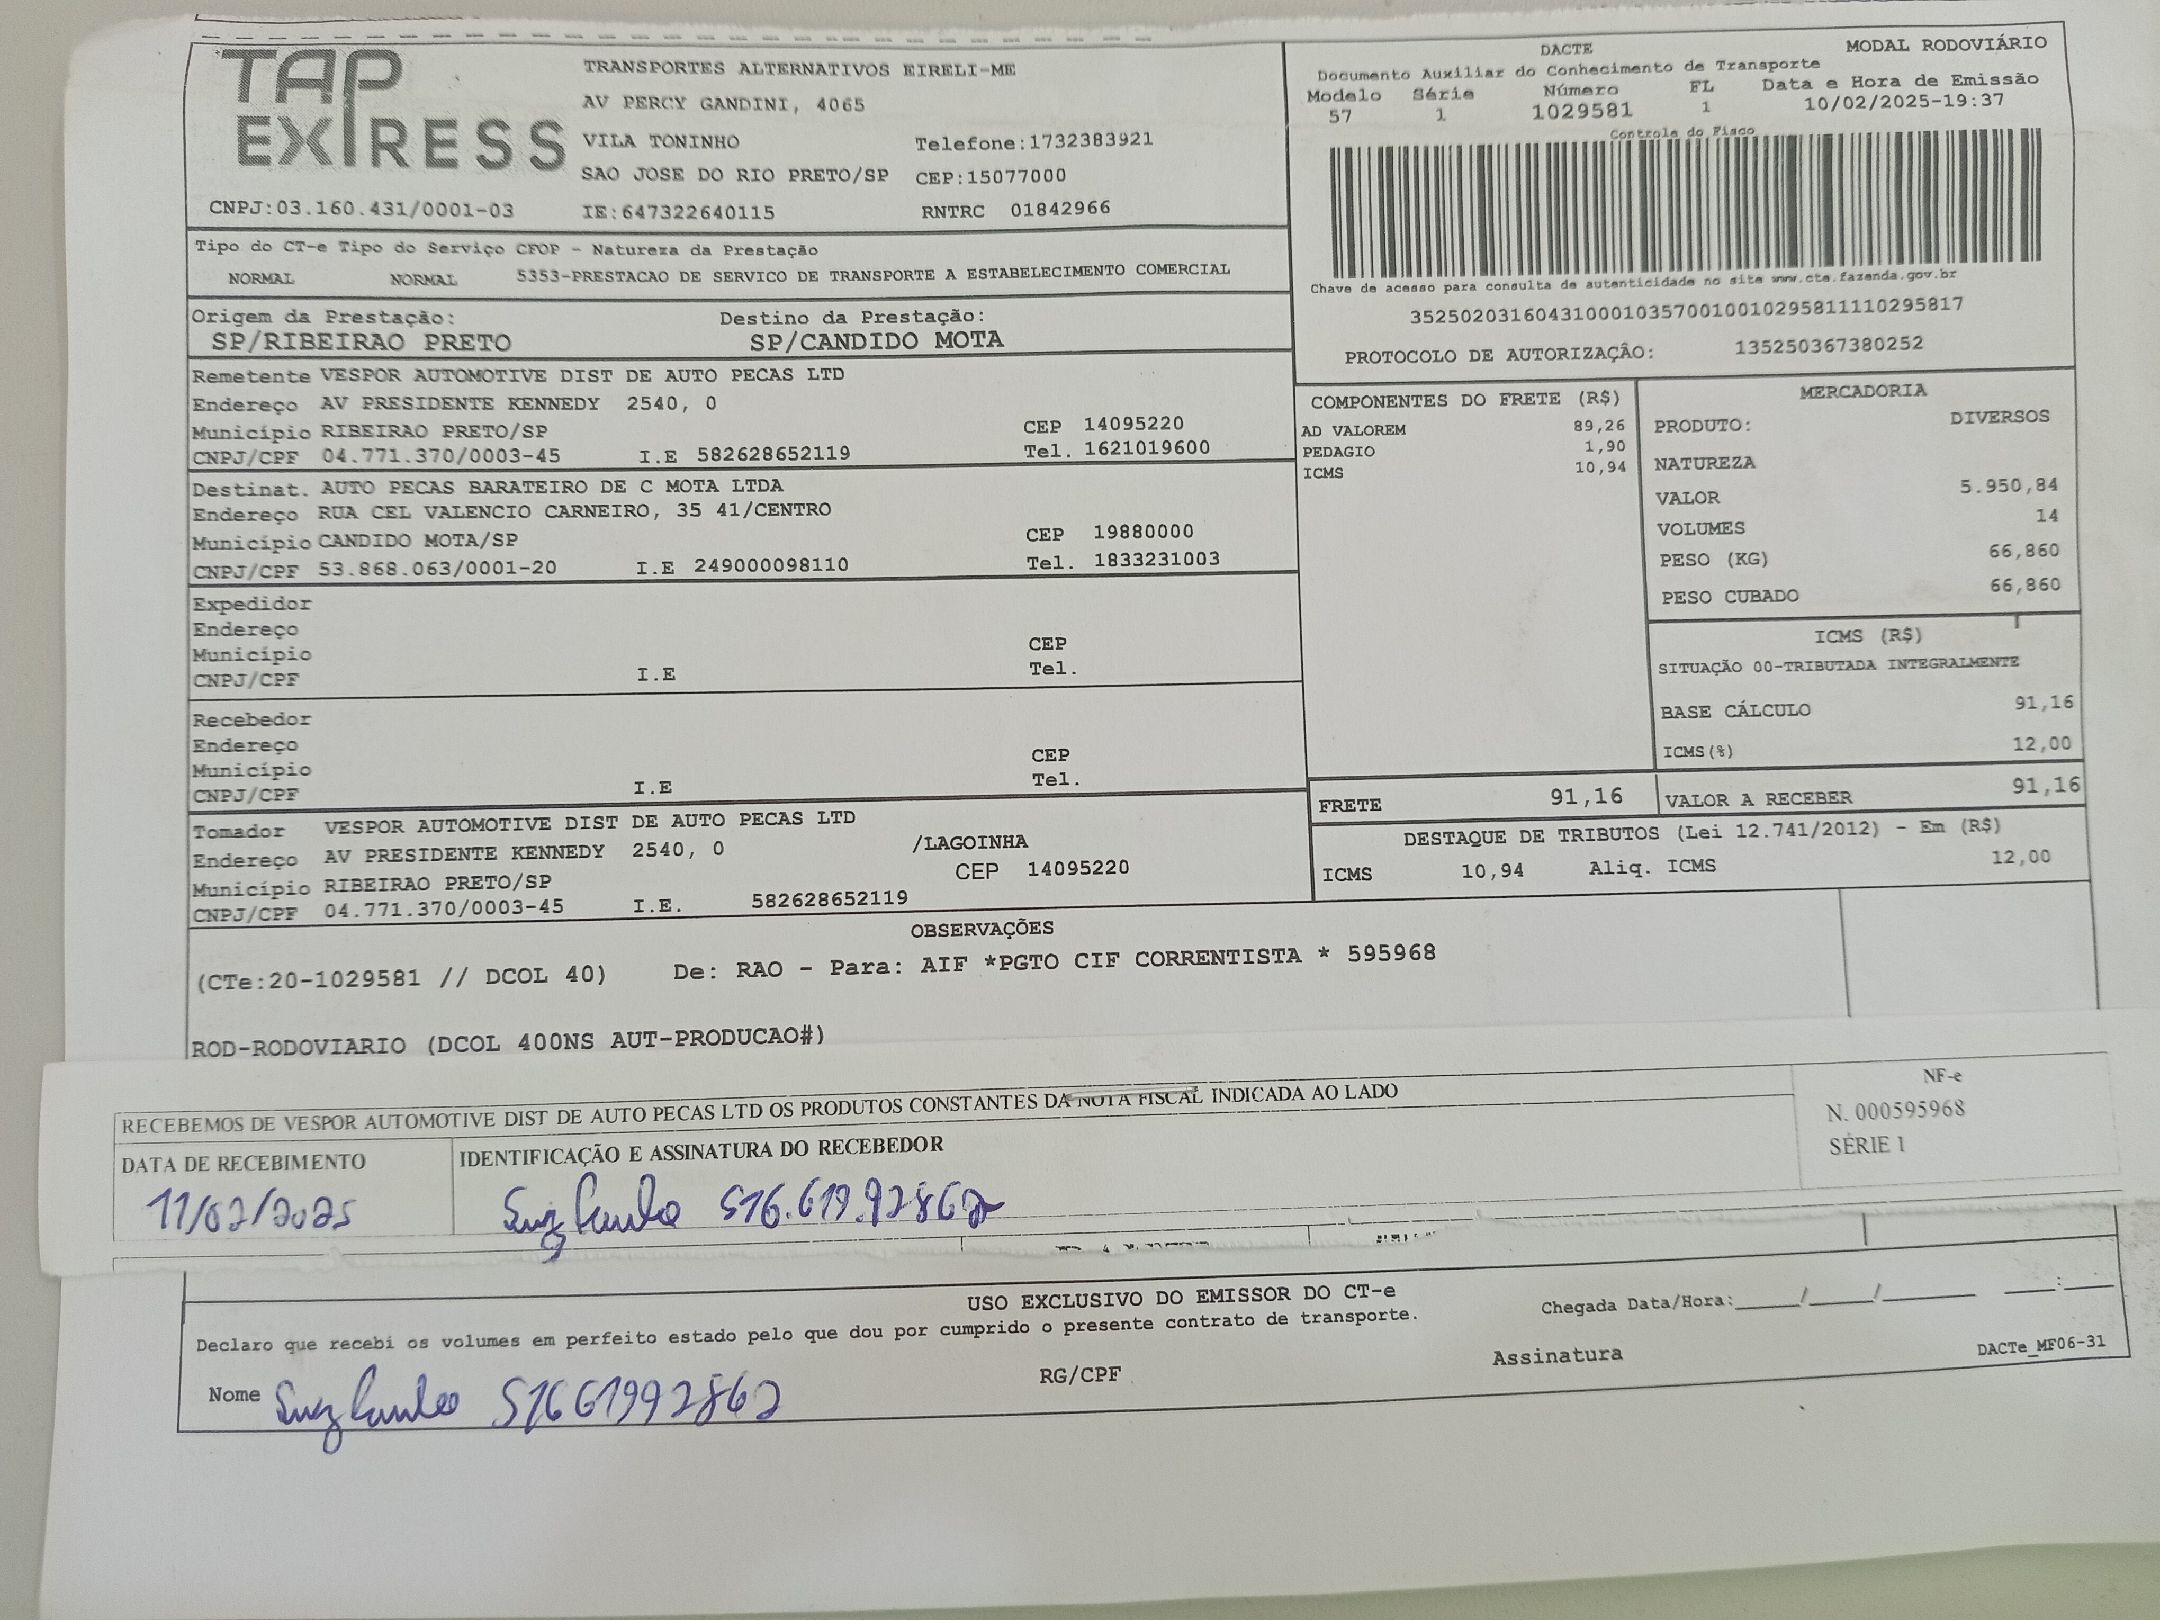 TAP EXPRESS
TRANSPORTES ALTERNATIVOS EIRELI-ME
AV PERCY GANDINI, 4065
VILA TONINHO Telefone:1732383921
SAO JOSE DO RIO PRETO/SP CEP:15077000
CNPJ:03.160.431/0001-03 IE:647322640115 RNTRC 01842966
DACTE MODAL RODOVIÁRIO
Documento Auxiliar do Conhecimento de Transporte
Modelo Série Número FL Data e Hora de Emissão
57 1 1029581 1 10/02/2025-19:37
Controle do Fisco
Chave de acesso para consulta de autenticidade no site www.cte.fazenda.gov.br
35250203160431000103570010010295811110295817
PROTOCOLO DE AUTORIZAÇÂO: 135250367380252
Tipo do CT-e Tipo do Serviço CFOP - Natureza da Prestação
NORMAL NORMAL 5353-PRESTACAO DE SERVICO DE TRANSPORTE A ESTABELECIMENTO COMERCIAL
Origem da Prestação: Destino da Prestação:
SP/RIBEIRAO PRETO SP/CANDIDO MOTA
Remetente VESPOR AUTOMOTIVE DIST DE AUTO PECAS LTD
Endereço AV PRESIDENTE KENNEDY 2540, 0
Município RIBEIRAO PRETO/SP CEP 14095220
CNPJ/CPF 04.771.370/0003-45 I.E 582628652119 Tel. 1621019600
Destinat. AUTO PECAS BARATEIRO DE C MOTA LTDA
Endereço RUA CEL VALENCIO CARNEIRO, 35 41/CENTRO
Município CANDIDO MOTA/SP CEP 19880000
CNPJ/CPF 53.868.063/0001-20 I.E 249000098110 Tel. 1833231003
Expedidor
Endereço
Município CEP
CNPJ/CPF I.E Tel.
Recebedor
Endereço
Município CEP
CNPJ/CPF I.E Tel.
Tomador VESPOR AUTOMOTIVE DIST DE AUTO PECAS LTD
Endereço AV PRESIDENTE KENNEDY 2540, 0 /LAGOINHA
Município RIBEIRAO PRETO/SP CEP 14095220
CNPJ/CPF 04.771.370/0003-45 I.E. 582628652119
COMPONENTES DO FRETE (R$)
AD VALOREM 89,26
PEDAGIO 1,90
ICMS 10,94
MERCADORIA
PRODUTO: DIVERSOS
NATUREZA
VALOR 5.950,84
VOLUMES 14
PESO (KG) 66,860
PESO CUBADO 66,860
ICMS (R$)
SITUAÇÃO 00-TRIBUTADA INTEGRALMENTE
BASE CÁLCULO 91,16
ICMS(%) 12,00
FRETE 91,16 VALOR A RECEBER 91,16
DESTAQUE DE TRIBUTOS (Lei 12.741/2012) - Em (R$)
ICMS 10,94 Aliq. ICMS 12,00
OBSERVAÇÕES
(CTe:20-1029581 // DCOL 40) De: RAO - Para: AIF *PGTO CIF CORRENTISTA * 595968
ROD-RODOVIARIO (DCOL 400NS AUT-PRODUCAO#)
RECEBEMOS DE VESPOR AUTOMOTIVE DIST DE AUTO PECAS LTD OS PRODUTOS CONSTANTES DA NOTA FISCAL INDICADA AO LADO
DATA DE RECEBIMENTO IDENTIFICAÇÃO E ASSINATURA DO RECEBEDOR
11/02/2025 516.619.92862
NF-e
N. 000595968
SÉRIE 1
USO EXCLUSIVO DO EMISSOR DO CT-e
Declaro que recebi os volumes em perfeito estado pelo que dou por cumprido o presente contrato de transporte.
Chegada Data/Hora:_____/_____/_______ ____:____
Nome 51661992862 RG/CPF Assinatura DACTe_MF06-31